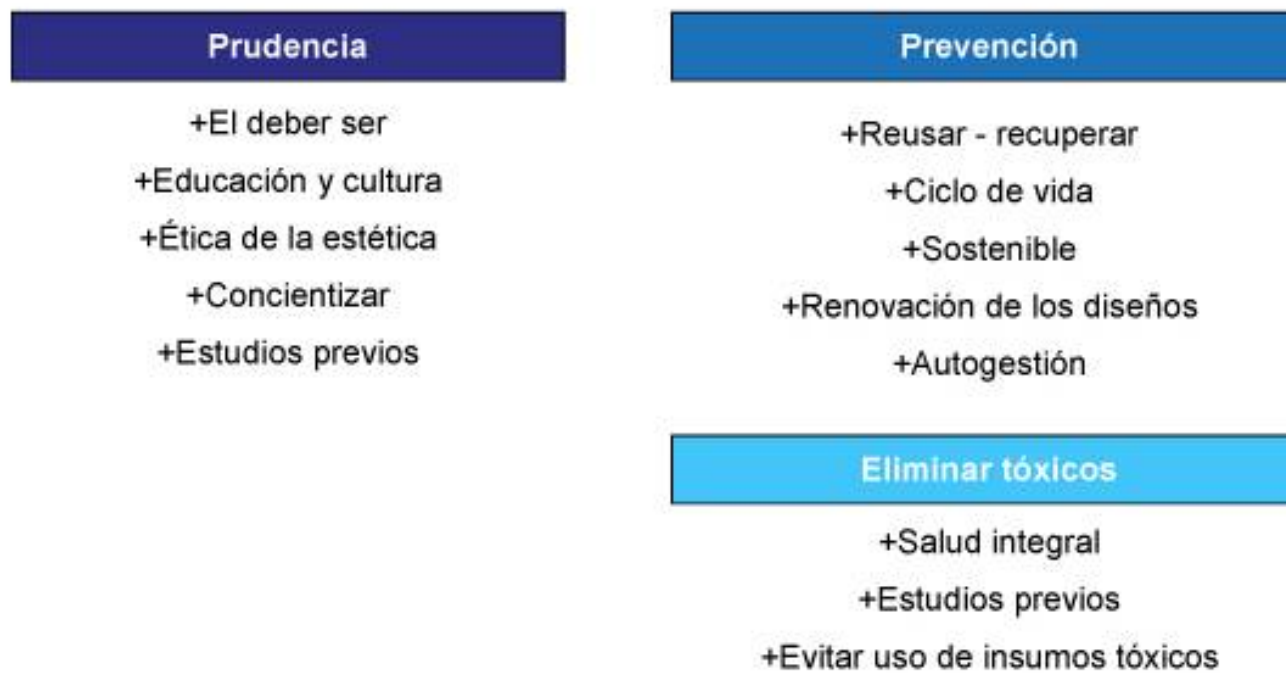 Prudencia
+El deber ser
+Educación y cultura
+Ética de la estética
+Concientizar
+Estudios previos
Prevención
+Reusar - recuperar
+Ciclo de vida
+Sostenible
+Renovación de los diseños
+Autogestión
Eliminar tóxicos
+Salud integral
+Estudios previos
+Evitar uso de insumos tóxicos